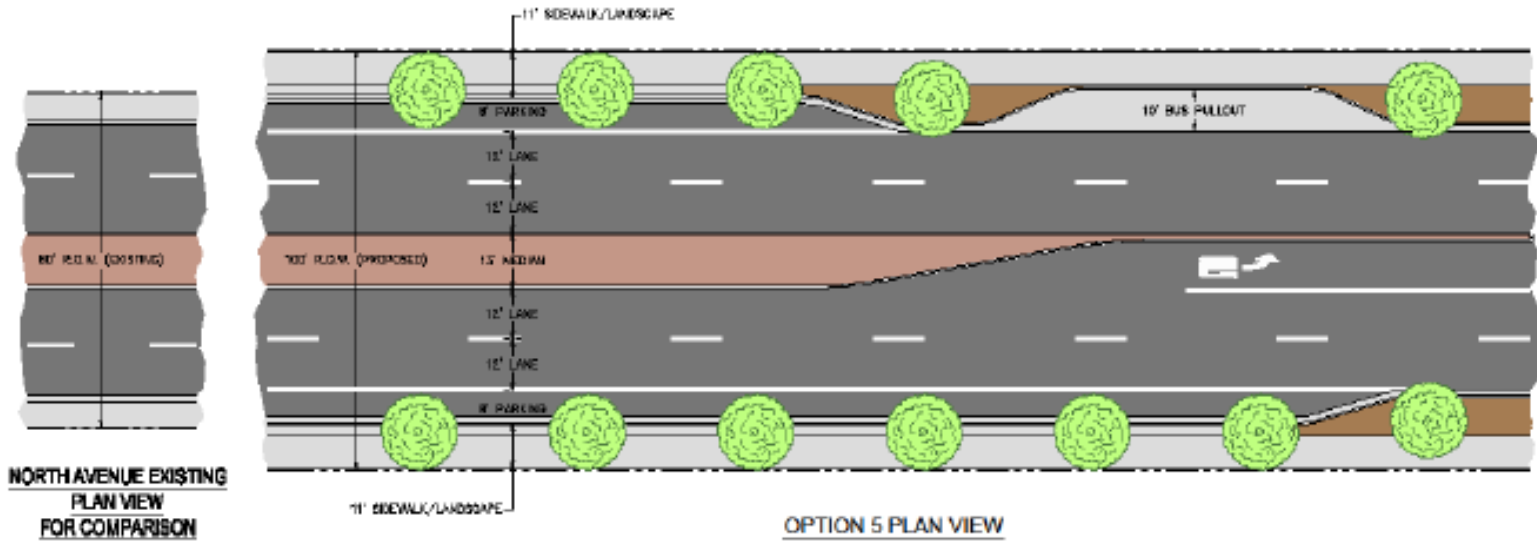 11' SIDEWALK/LANDSCAPE
8' PARKING
10' BUS PULLOUT
12' LANE
12' LANE
80' R.O.W. (EXISTING)
100' R.O.W. (PROPOSED)
13' MEDIAN
12' LANE
12' LANE
8' PARKING
NORTH AVENUE EXISTING
PLAN VIEW
FOR COMPARISON
11' SIDEWALK/LANDSCAPE
OPTION 5 PLAN VIEW